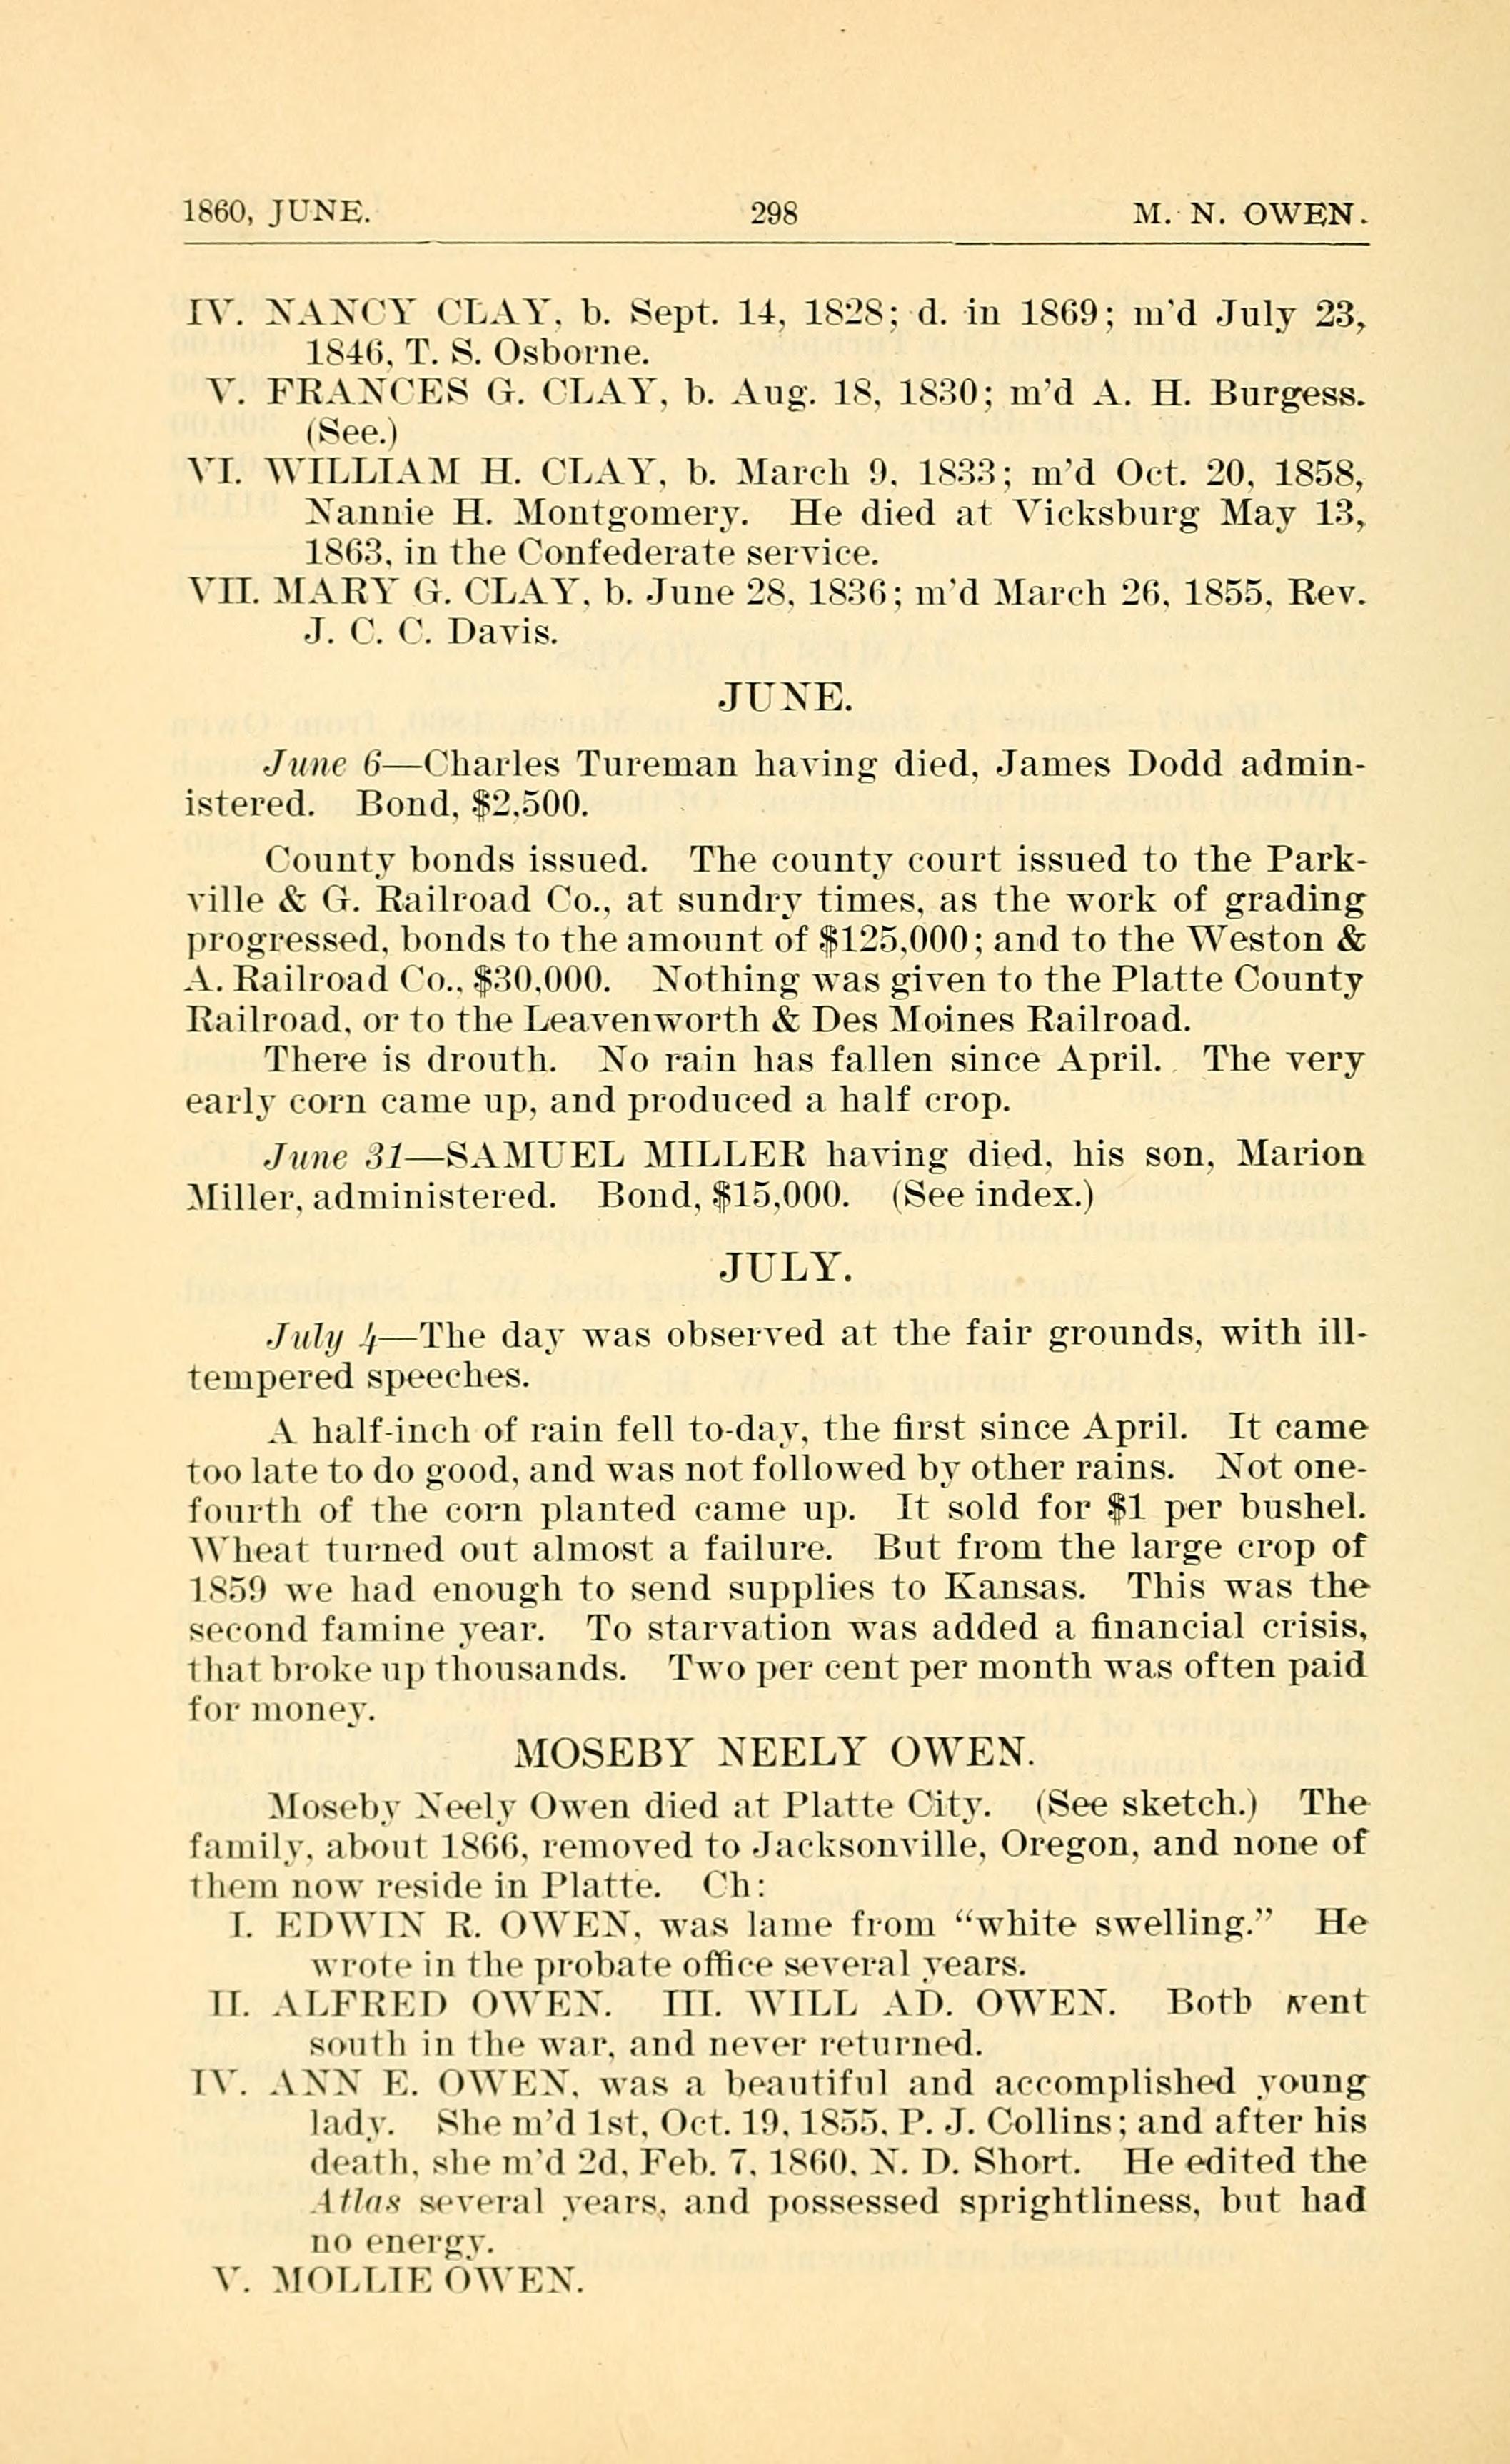 1860, JUNE. 298 M. N. OWEN.
IV. NANCY CLAY, b. Sept. 14, 1828; d. in 1869; m'd July 23,
1846, T. S. Osborne.
V. FRANCES G. CLAY, b. Aug. 18, 1830; m'd A. H. Burgess.
(See.)
VI. WILLIAM H. CLAY, b. March 9, 1833; m'd Oct. 20, 1858,
Nannie H. Montgomery. He died at Vicksburg May 13,
1863, in the Confederate service.
VII. MARY G. CLAY, b. June 28, 1836; m'd March 26, 1855, Rev.
J. C. C. Davis.
JUNE.
June 6—Charles Tureman having died, James Dodd admin-
istered. Bond, $2,500.
County bonds issued. The county court issued to the Park-
ville & G. Railroad Co., at sundry times, as the work of grading
progressed, bonds to the amount of $125,000; and to the Weston &
A. Railroad Co., $30,000. Nothing was given to the Platte County
Railroad, or to the Leavenworth & Des Moines Railroad.
There is drouth. No rain has fallen since April. The very
early corn came up, and produced a half crop.
June 31—SAMUEL MILLER having died, his son, Marion
Miller, administered. Bond, $15,000. (See index.)
JULY.
July 4—The day was observed at the fair grounds, with ill-
tempered speeches.
A half-inch of rain fell to-day, the first since April. It came
too late to do good, and was not followed by other rains. Not one-
fourth of the corn planted came up. It sold for $1 per bushel.
Wheat turned out almost a failure. But from the large crop of
1859 we had enough to send supplies to Kansas. This was the
second famine year. To starvation was added a financial crisis,
that broke up thousands. Two per cent per month was often paid
for money.
MOSEBY NEELY OWEN.
Moseby Neely Owen died at Platte City. (See sketch.) The
family, about 1866, removed to Jacksonville, Oregon, and none of
them now reside in Platte. Ch:
I. EDWIN R. OWEN, was lame from "white swelling." He
wrote in the probate office several years.
II. ALFRED OWEN. III. WILL AD. OWEN. Both went
south in the war, and never returned.
IV. ANN E. OWEN, was a beautiful and accomplished young
lady. She m'd 1st, Oct. 19, 1855, P. J. Collins; and after his
death, she m'd 2d, Feb. 7, 1860, N. D. Short. He edited the
Atlas several years, and possessed sprightliness, but had
no energy.
V. MOLLIE OWEN.